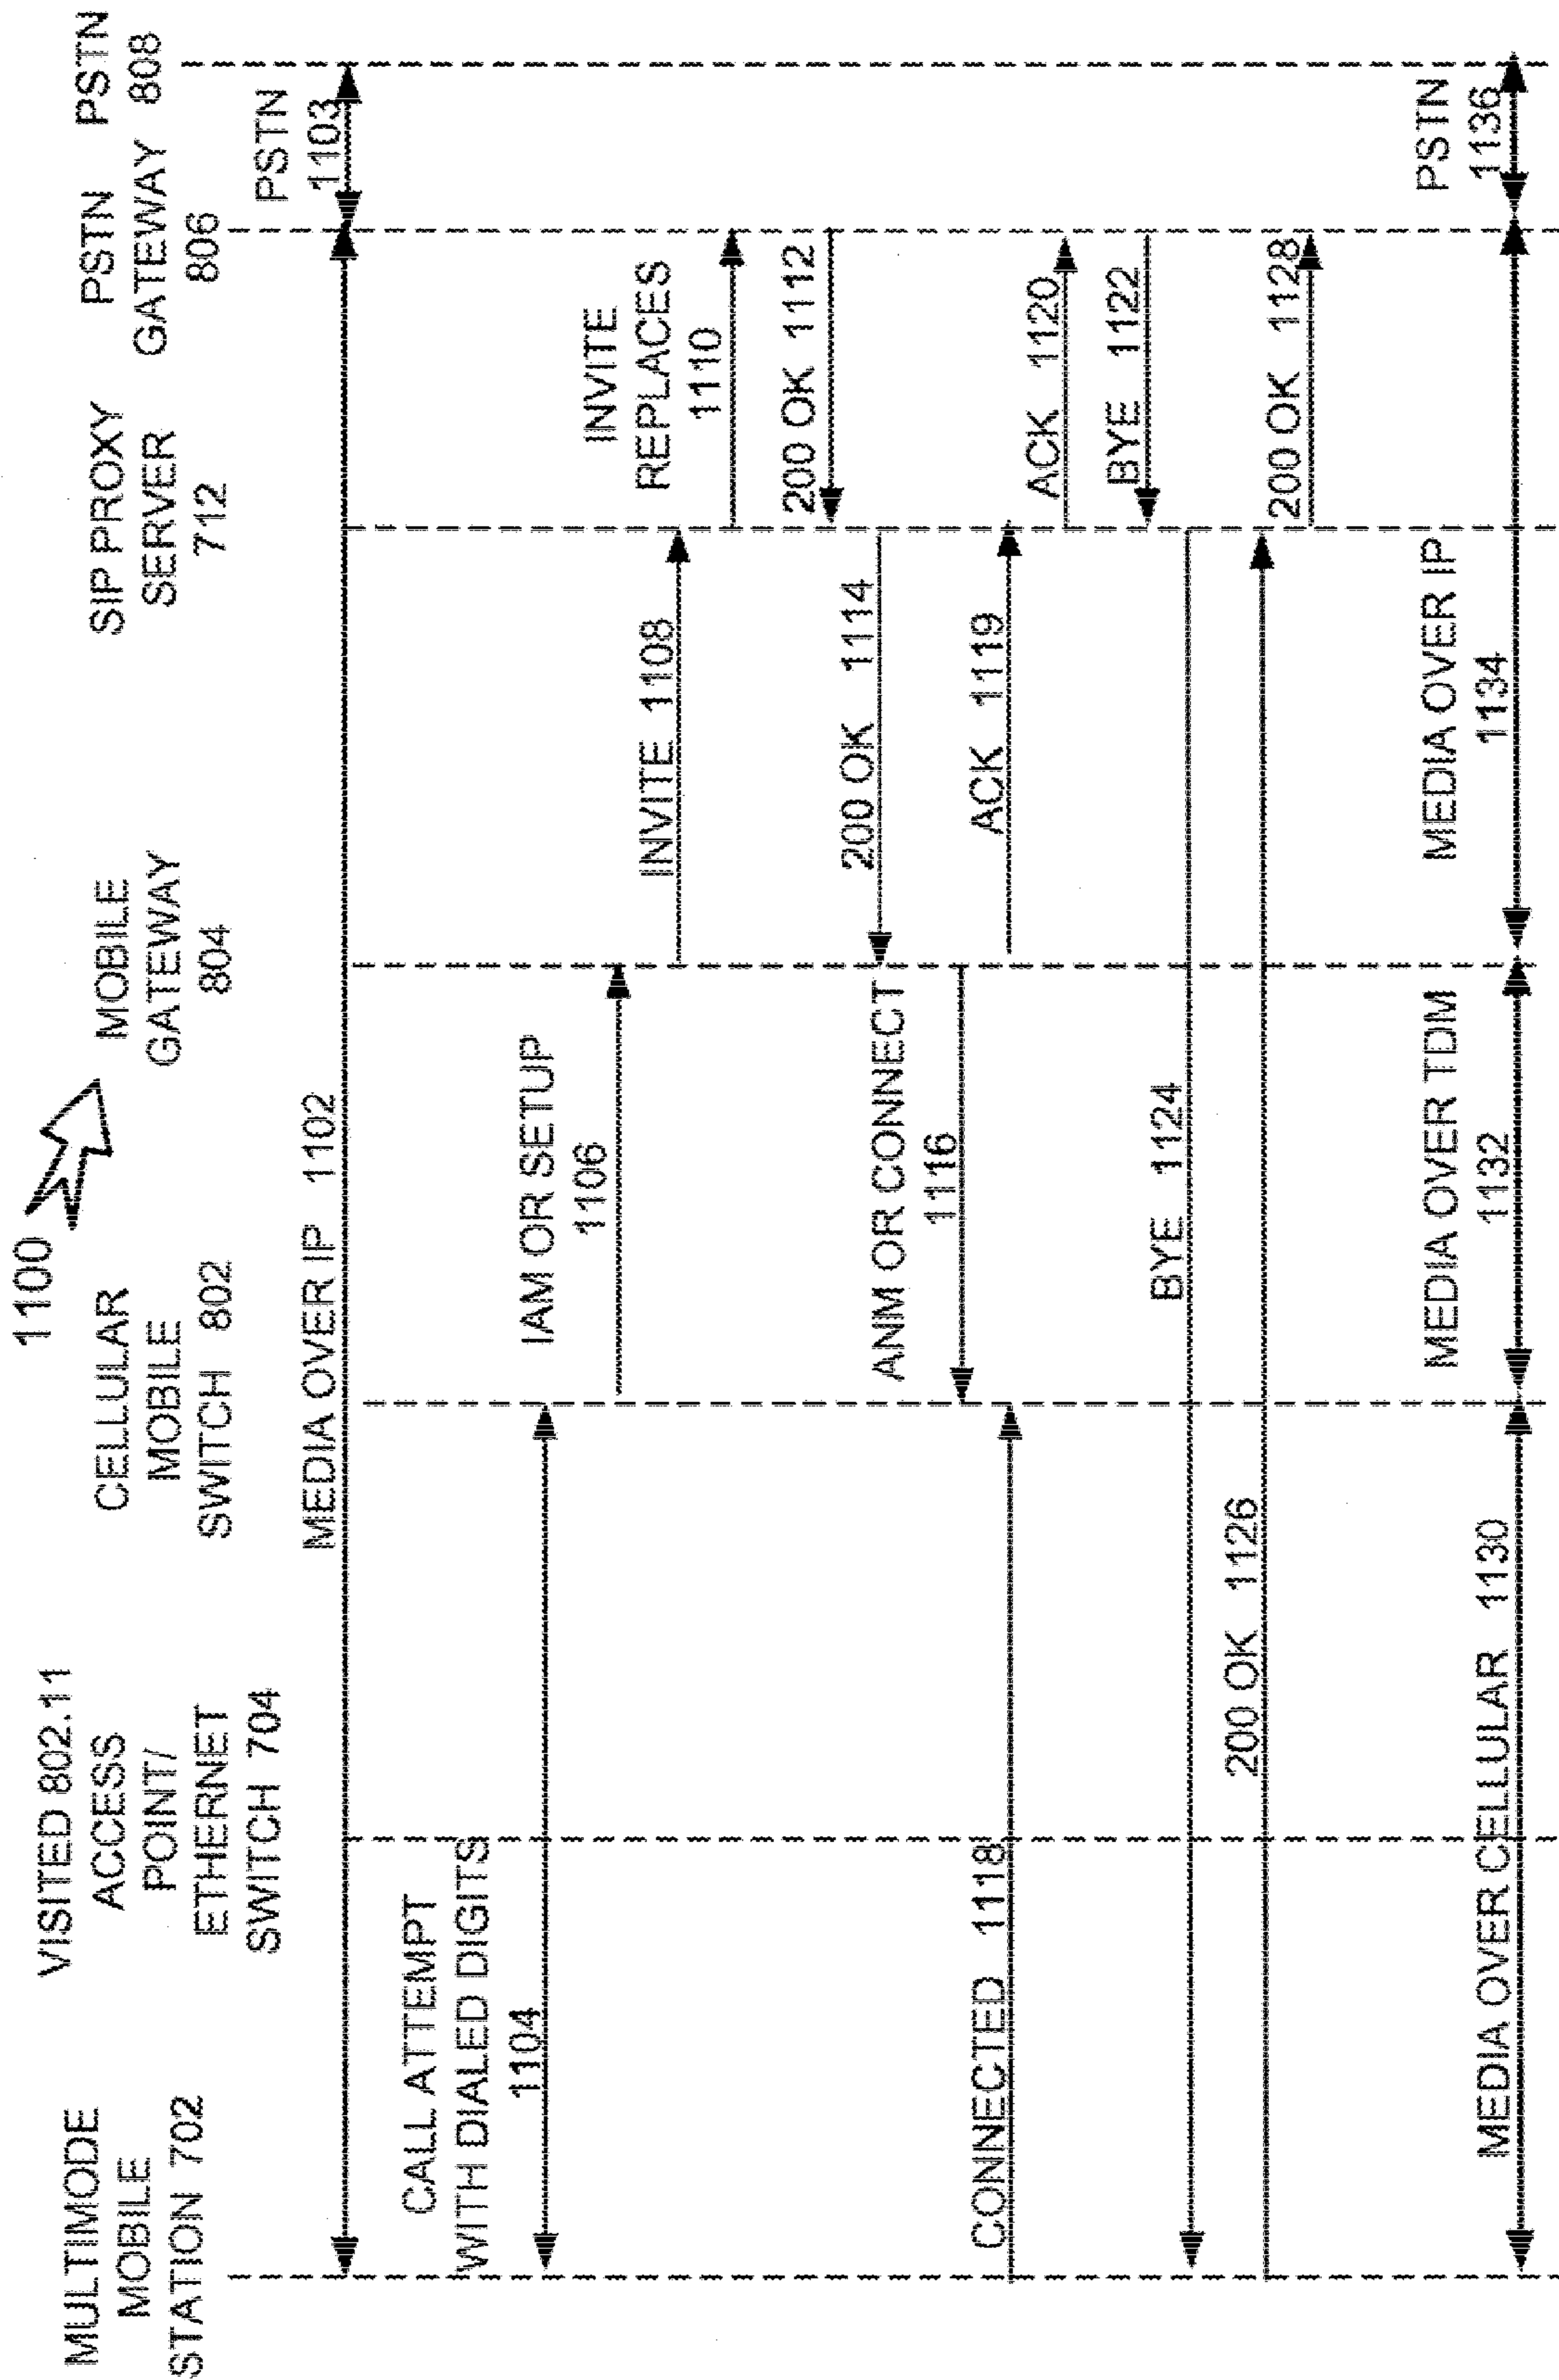 1100
MULTIMODE
MOBILE
STATION 702
VISITED 802.11
ACCESS
POINT/
ETHERNET
SWITCH 704
CELLULAR
MOBILE
SWITCH 802
MOBILE
GATEWAY
804
SIP PROXY
SERVER
712
PSTN
GATEWAY
806
PSTN
808
MEDIA OVER IP 1102
PSTN
1103
CALL ATTEMPT
WITH DIALED DIGITS
1104
IAM OR SETUP
1106
INVITE 1108
INVITE
REPLACES
1110
200 OK 1112
200 OK 1114
ANM OR CONNECT
1116
CONNECTED 1118
ACK 1119
ACK 1120
BYE 1122
BYE 1124
200 OK 1126
200 OK 1128
MEDIA OVER CELLULAR 1130
MEDIA OVER TDM
1132
MEDIA OVER IP
1134
PSTN
1136